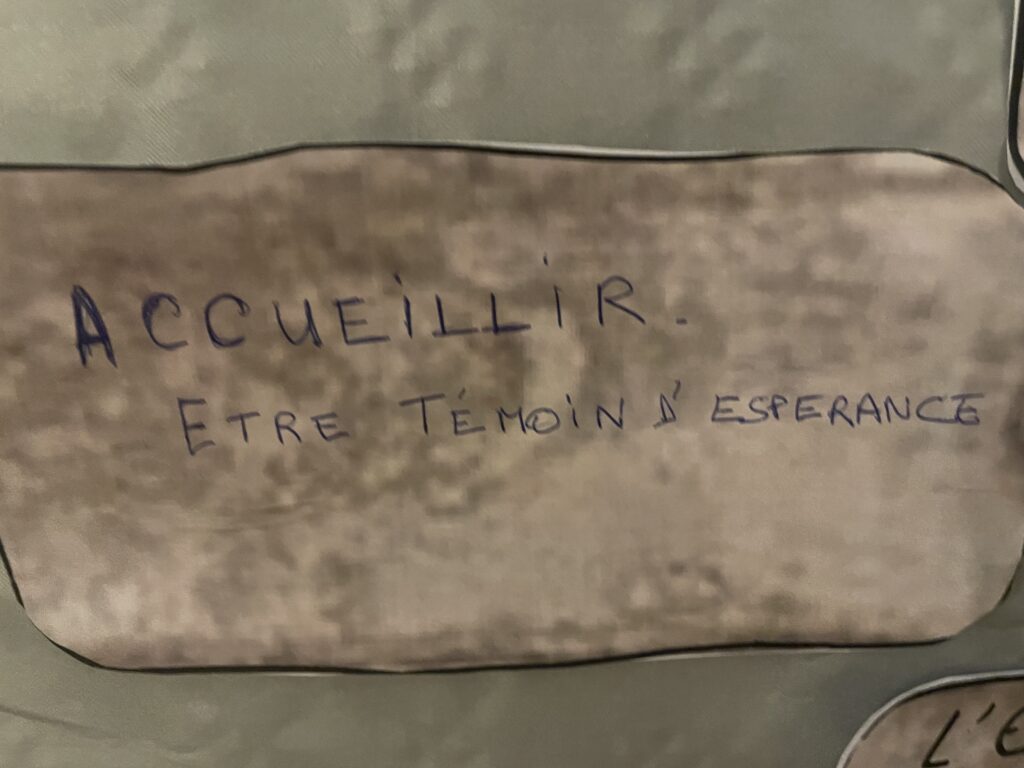 ACCUEiLLiR.
ETRE TÉMOiN D'ESPERANCE
L'E